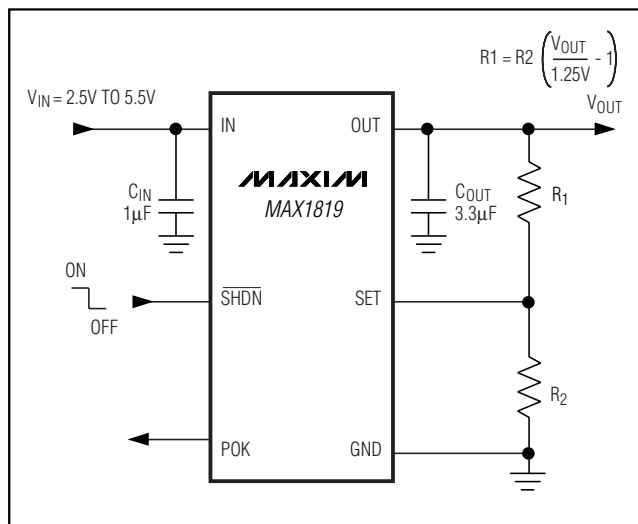 R1 = R2 (VOUT / 1.25V - 1)
VIN = 2.5V TO 5.5V
VOUT
IN
OUT
MAXIM
MAX1819
CIN
1µF
COUT
3.3µF
R1
ON
OFF
SHDN
SET
R2
POK
GND